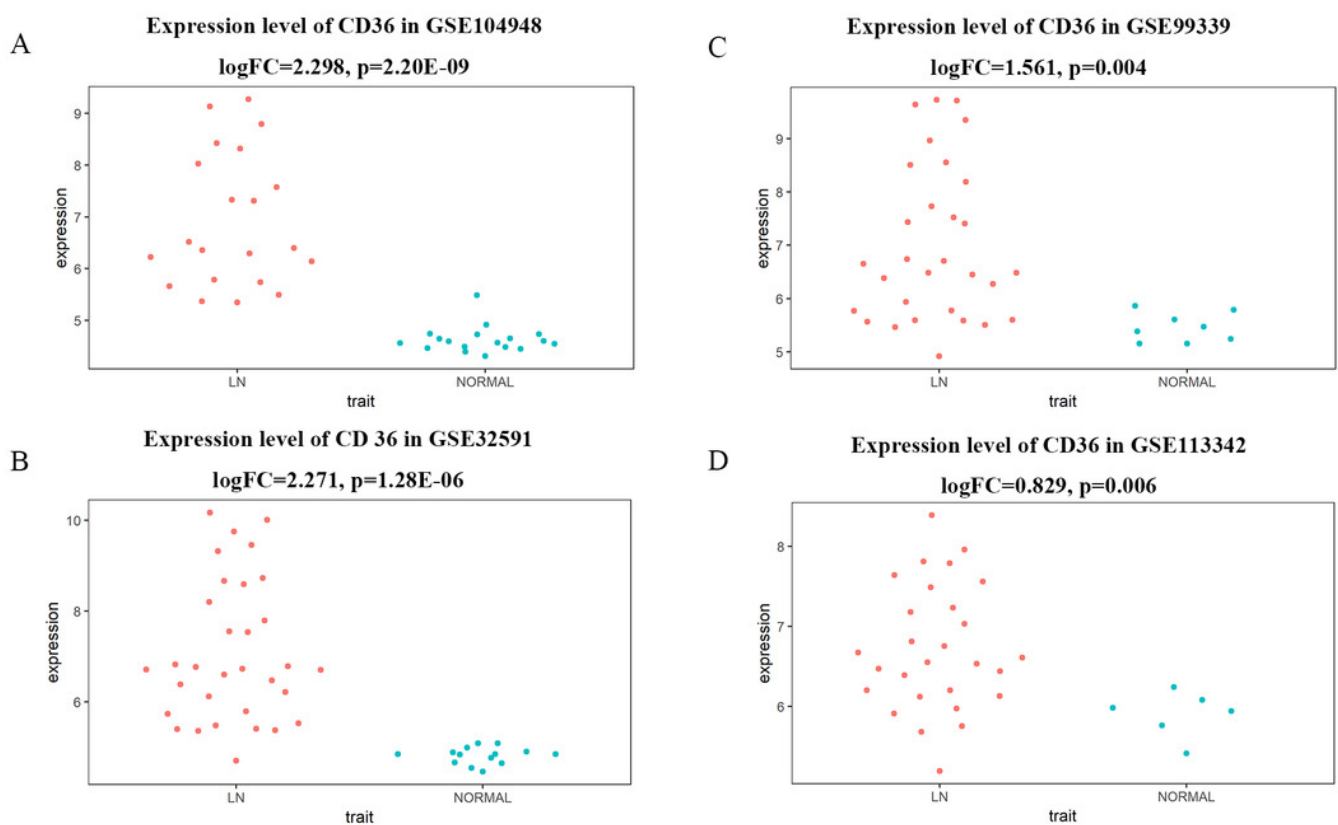 A
Expression level of CD36 in GSE104948
logFC=2.298, p=2.20E-09
9
8
7
6
5
expression
LN
NORMAL
trait
B
Expression level of CD 36 in GSE32591
logFC=2.271, p=1.28E-06
10
8
6
expression
LN
NORMAL
trait
C
Expression level of CD36 in GSE99339
logFC=1.561, p=0.004
9
8
7
6
5
expression
LN
NORMAL
trait
D
Expression level of CD36 in GSE113342
logFC=0.829, p=0.006
8
7
6
expression
LN
NORMAL
trait